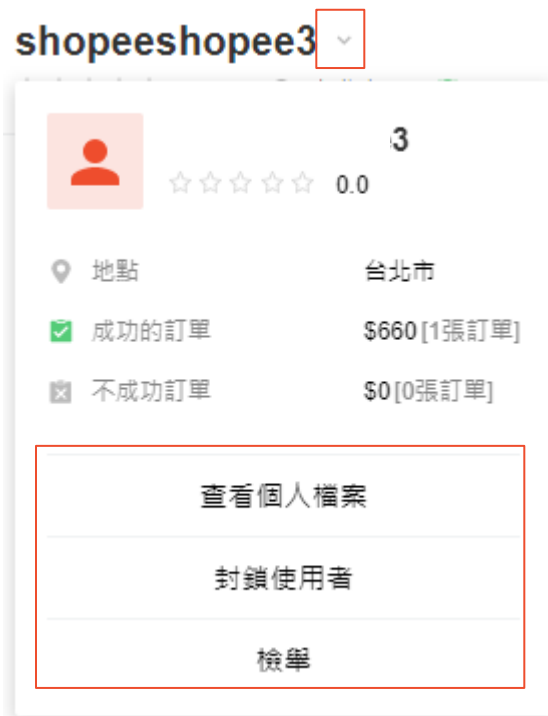 shopeeshopee3
3
0.0
地點 台北市
成功的訂單 $660[1張訂單]
不成功訂單 $0[0張訂單]
查看個人檔案
封鎖使用者
檢舉